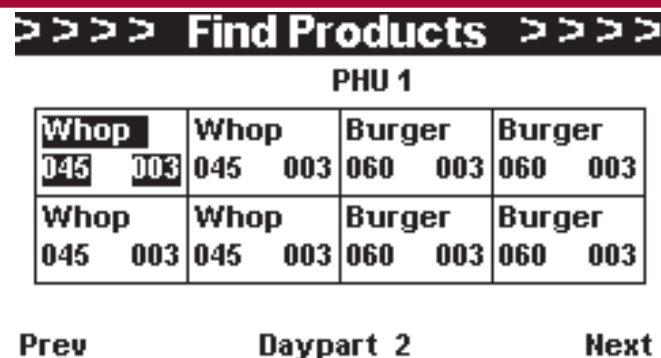 >>>> Find Products >>>>
PHU 1
Whop Whop Burger Burger
045 003 045 003 060 003 060 003
Whop Whop Burger Burger
045 003 045 003 060 003 060 003
Prev Daypart 2 Next